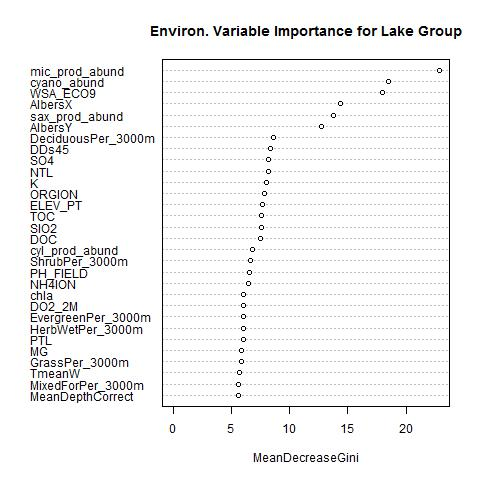 Environ. Variable Importance for Lake Group
mic_prod_abund
cyano_abund
WSA_ECO9
AlbersX
sax_prod_abund
AlbersY
DeciduousPer_3000m
DDs45
SO4
NTL
K
ORGION
ELEV_PT
TOC
SIO2
DOC
cyl_prod_abund
ShrubPer_3000m
PH_FIELD
NH4ION
chla
DO2_2M
EvergreenPer_3000m
HerbWetPer_3000m
PTL
MG
GrassPer_3000m
TmeanW
MixedForPer_3000m
MeanDepthCorrect
0 5 10 15 20
MeanDecreaseGini